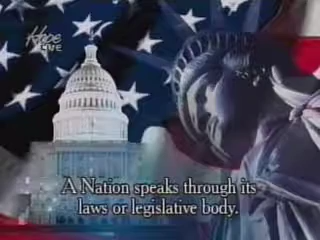 Hope
LIVE
A Nation speaks through its
laws or legislative body.